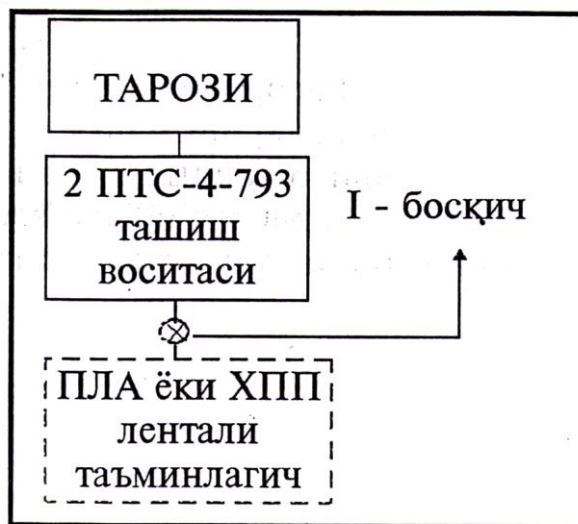 ТАРОЗИ
2 ПТС-4-793
ташиш
воситаси
I - босқич
ПЛА ёки ХПП
лентали
таъминлагич